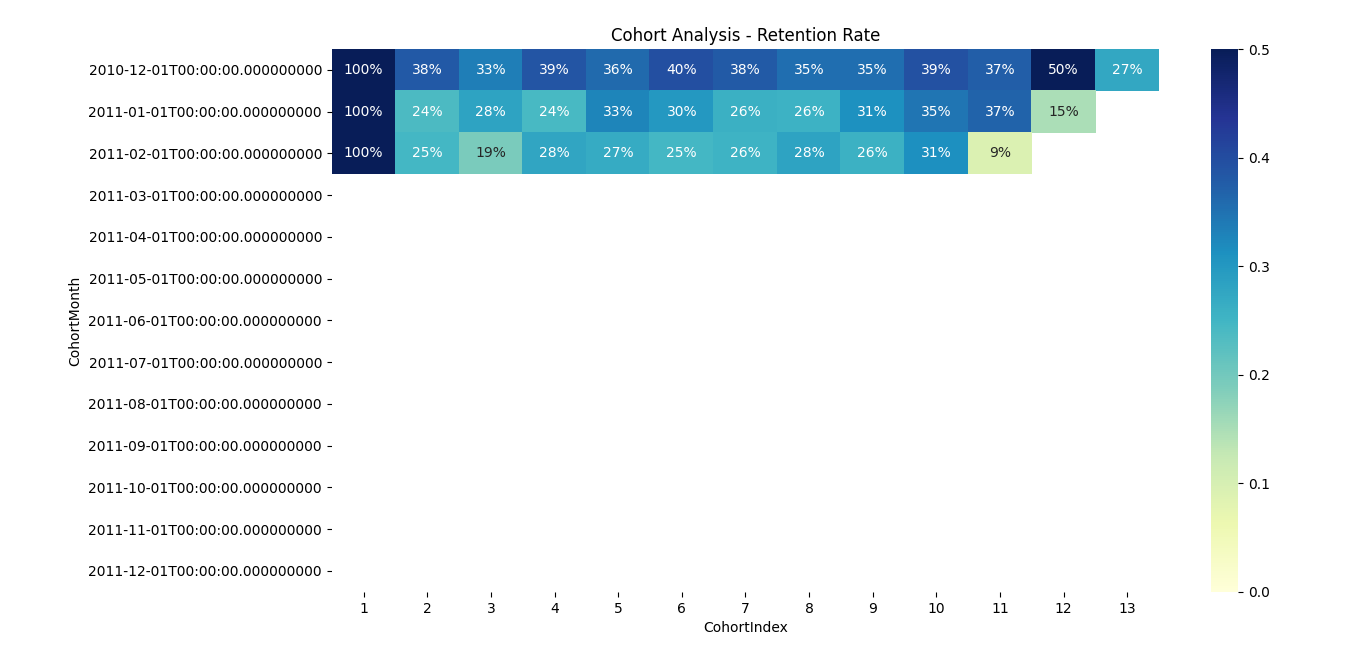 Cohort Analysis - Retention Rate
2010-12-01T00:00:00.000000000 100% 38% 33% 39% 36% 40% 38% 35% 35% 39% 37% 50% 27%
2011-01-01T00:00:00.000000000 100% 24% 28% 24% 33% 30% 26% 26% 31% 35% 37% 15%
2011-02-01T00:00:00.000000000 100% 25% 19% 28% 27% 25% 26% 28% 26% 31% 9%
2011-03-01T00:00:00.000000000
2011-04-01T00:00:00.000000000
2011-05-01T00:00:00.000000000
2011-06-01T00:00:00.000000000
2011-07-01T00:00:00.000000000
2011-08-01T00:00:00.000000000
2011-09-01T00:00:00.000000000
2011-10-01T00:00:00.000000000
2011-11-01T00:00:00.000000000
2011-12-01T00:00:00.000000000
CohortMonth
1 2 3 4 5 6 7 8 9 10 11 12 13
CohortIndex
0.5
0.4
0.3
0.2
0.1
0.0